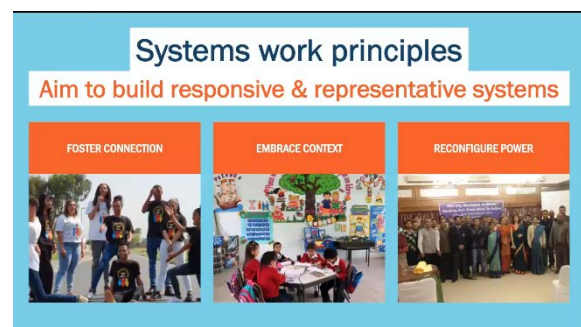 Systems work principles
Aim to build responsive & representative systems
FOSTER CONNECTION
EMBRACE CONTEXT
RECONFIGURE POWER